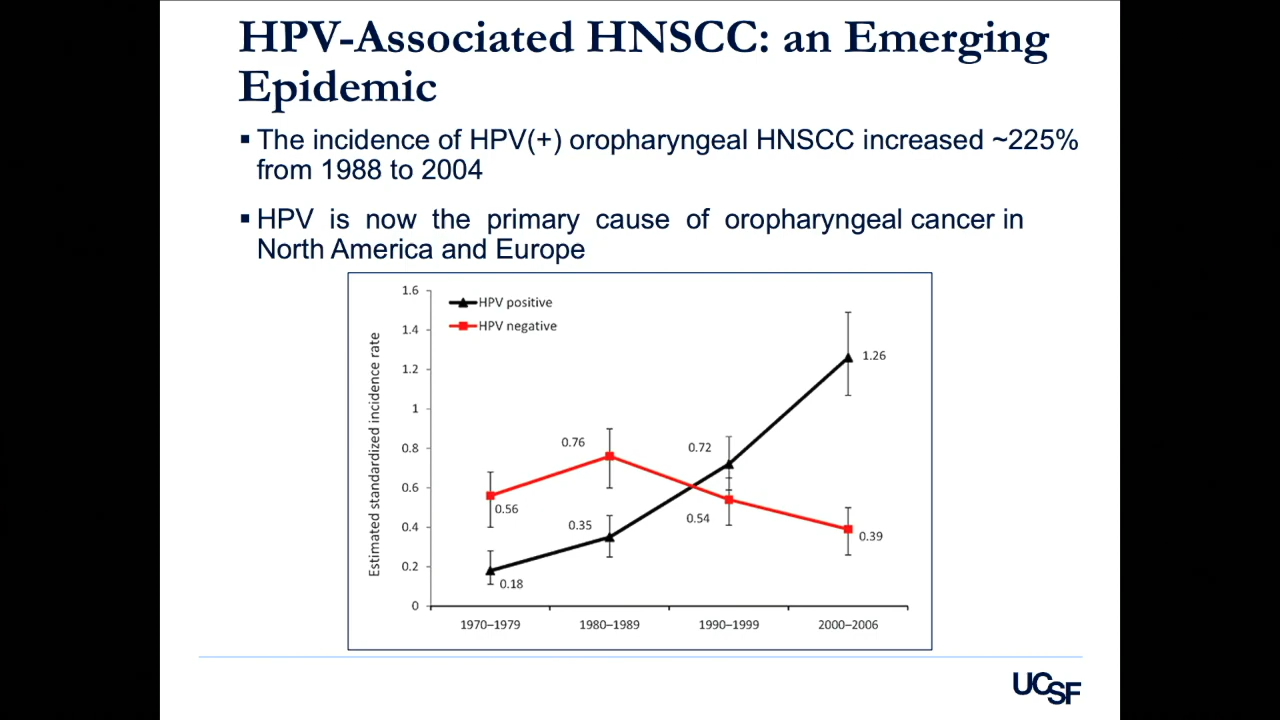 HPV-Associated HNSCC: an Emerging
Epidemic
▪ The incidence of HPV(+) oropharyngeal HNSCC increased ~225%
from 1988 to 2004
▪ HPV is now the primary cause of oropharyngeal cancer in
North America and Europe
Estimated standardized incidence rate
1.6
1.4
1.2
1
0.8
0.6
0.4
0.2
0
HPV positive
HPV negative
0.56
0.76
0.54
0.39
0.18
0.35
0.72
1.26
1970–1979
1980–1989
1990–1999
2000–2006
UCSF